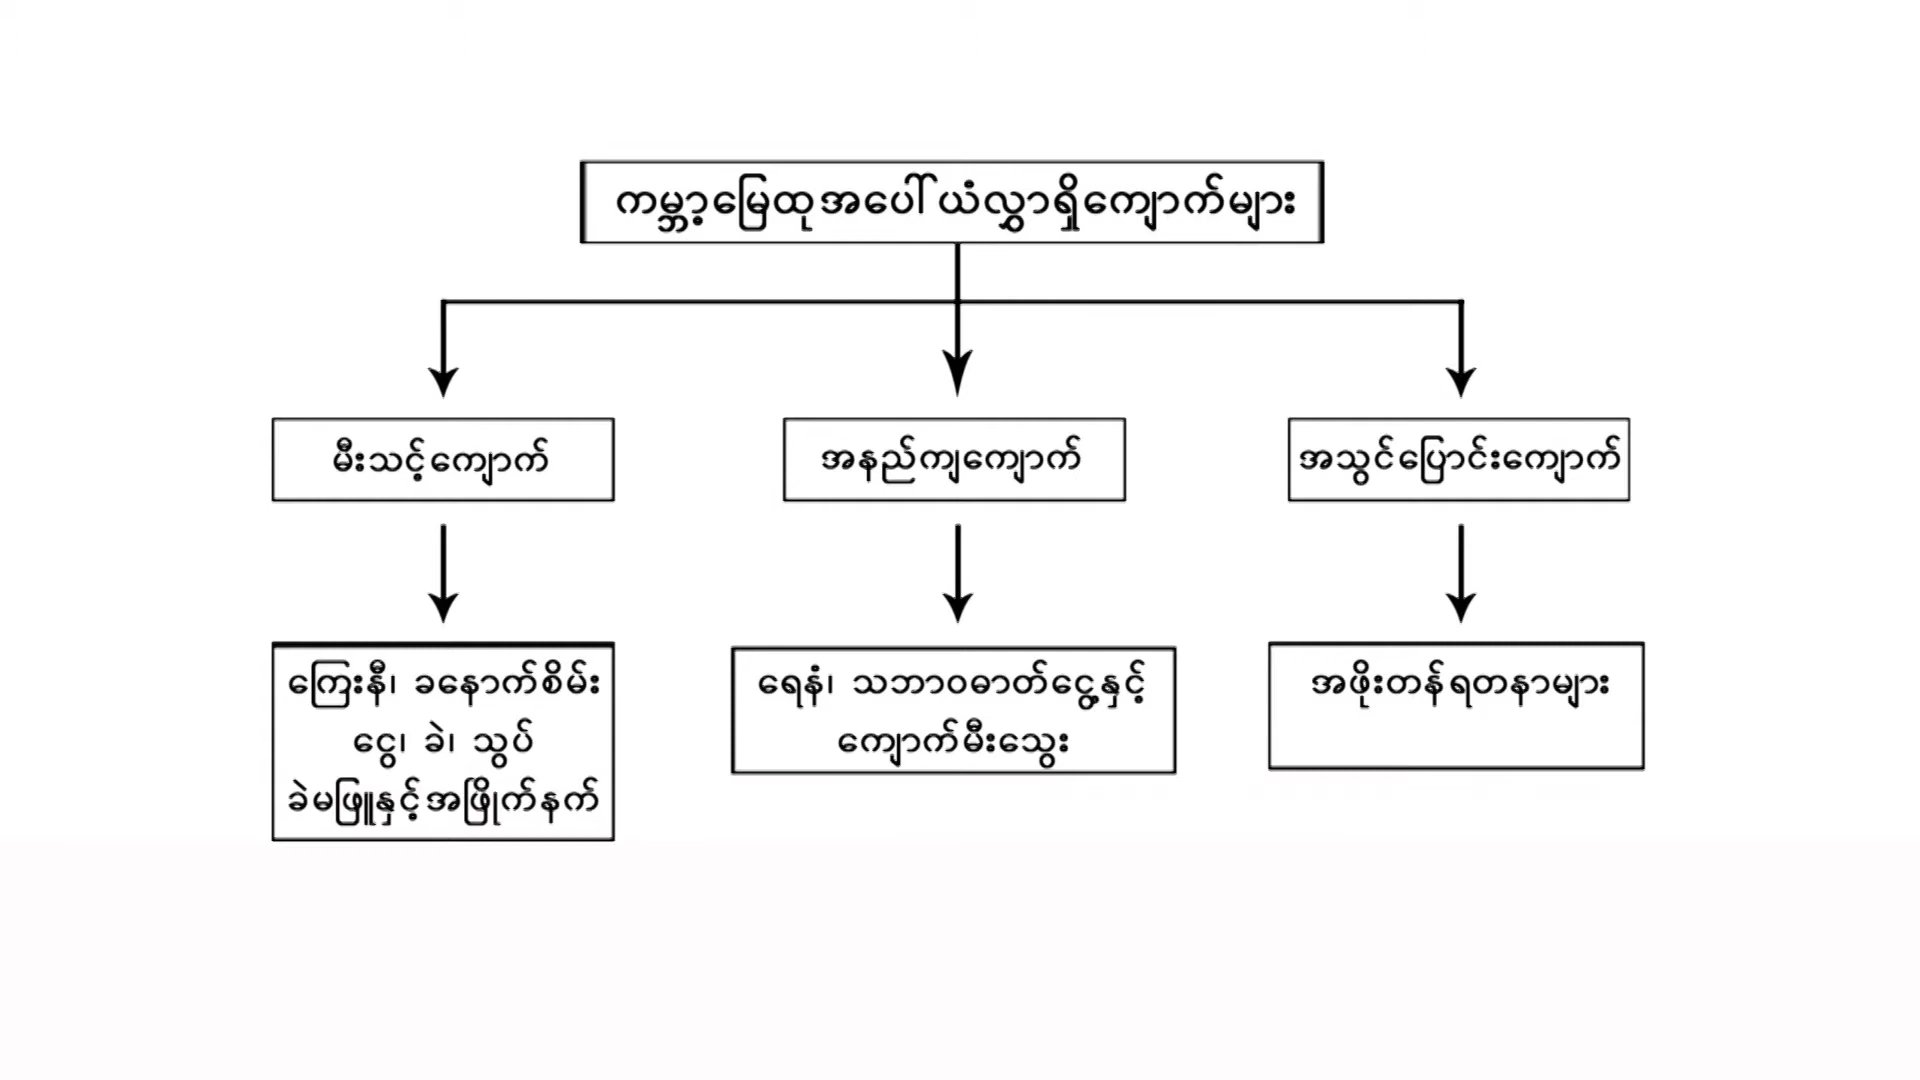 ကမ္ဘာ့မြေထုအပေါ်ယံလွှာရှိကျောက်များ
မီးသင့်ကျောက်
အနည်ကျကျောက်
အသွင်ပြောင်းကျောက်
ကြေးနီ၊ ခနောက်စိမ်း
ငွေ၊ ခဲ၊ သွပ်
ခဲမဖြူနှင့်အဖြိုက်နက်
ရေနံ၊ သဘာဝဓာတ်ငွေ့နှင့်
ကျောက်မီးသွေး
အဖိုးတန်ရတနာများ